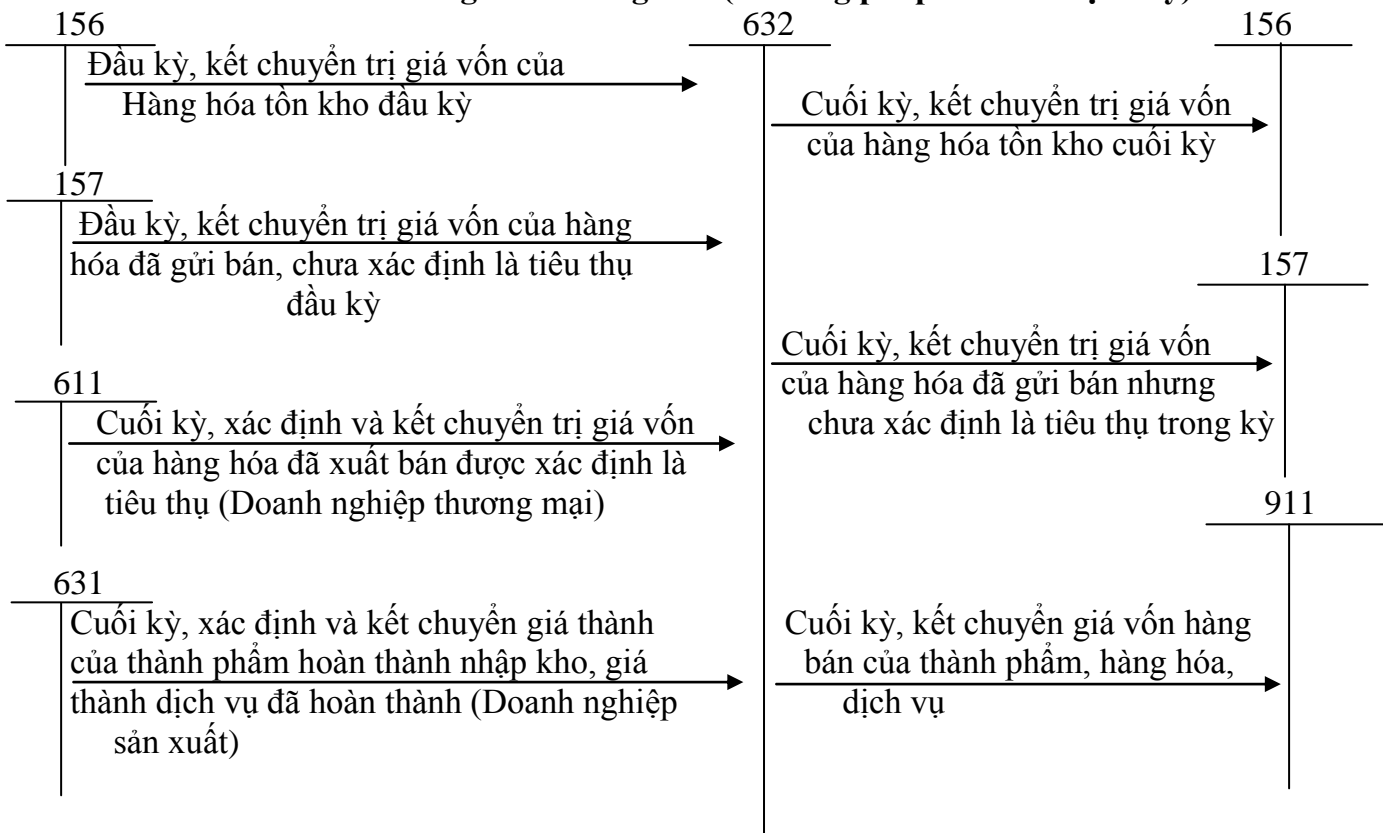 156
632
156
Đầu kỳ, kết chuyển trị giá vốn của
Hàng hóa tồn kho đầu kỳ
Cuối kỳ, kết chuyển trị giá vốn
của hàng hóa tồn kho cuối kỳ
157
Đầu kỳ, kết chuyển trị giá vốn của hàng
hóa đã gửi bán, chưa xác định là tiêu thụ
đầu kỳ
157
Cuối kỳ, kết chuyển trị giá vốn
của hàng hóa đã gửi bán nhưng
chưa xác định là tiêu thụ trong kỳ
611
Cuối kỳ, xác định và kết chuyển trị giá vốn
của hàng hóa đã xuất bán được xác định là
tiêu thụ (Doanh nghiệp thương mại)
911
631
Cuối kỳ, xác định và kết chuyển giá thành
của thành phẩm hoàn thành nhập kho, giá
thành dịch vụ đã hoàn thành (Doanh nghiệp
sản xuất)
Cuối kỳ, kết chuyển giá vốn hàng
bán của thành phẩm, hàng hóa,
dịch vụ